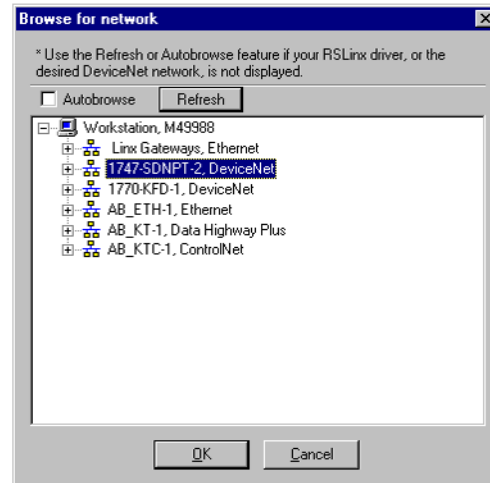 Browse for network
* Use the Refresh or Autobrowse feature if your RSLinx driver, or the
desired DeviceNet network, is not displayed.
Autobrowse Refresh
Workstation, M49988
Linx Gateways, Ethernet
1747-SDNPT-2, DeviceNet
1770-KFD-1, DeviceNet
AB_ETH-1, Ethernet
AB_KT-1, Data Highway Plus
AB_KTC-1, ControlNet
OK Cancel